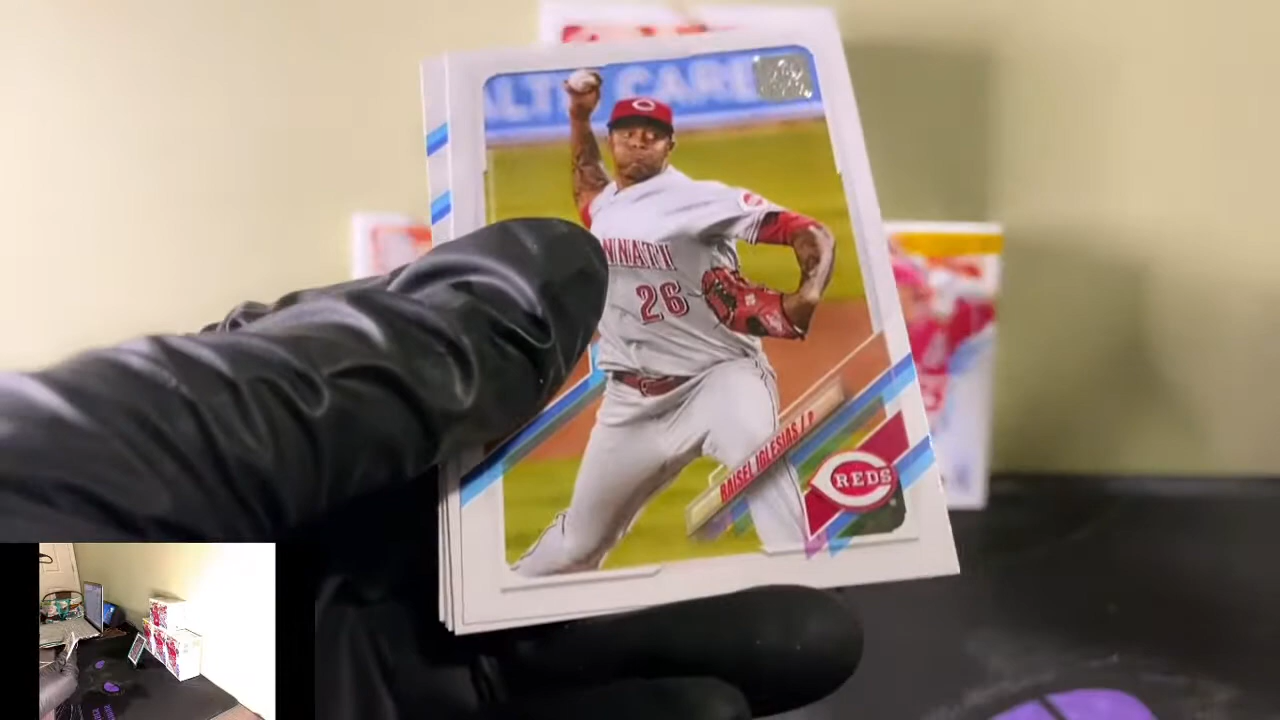 ALTY CARE
NNATI
26
RAISEL IGLESIAS / P
REDS